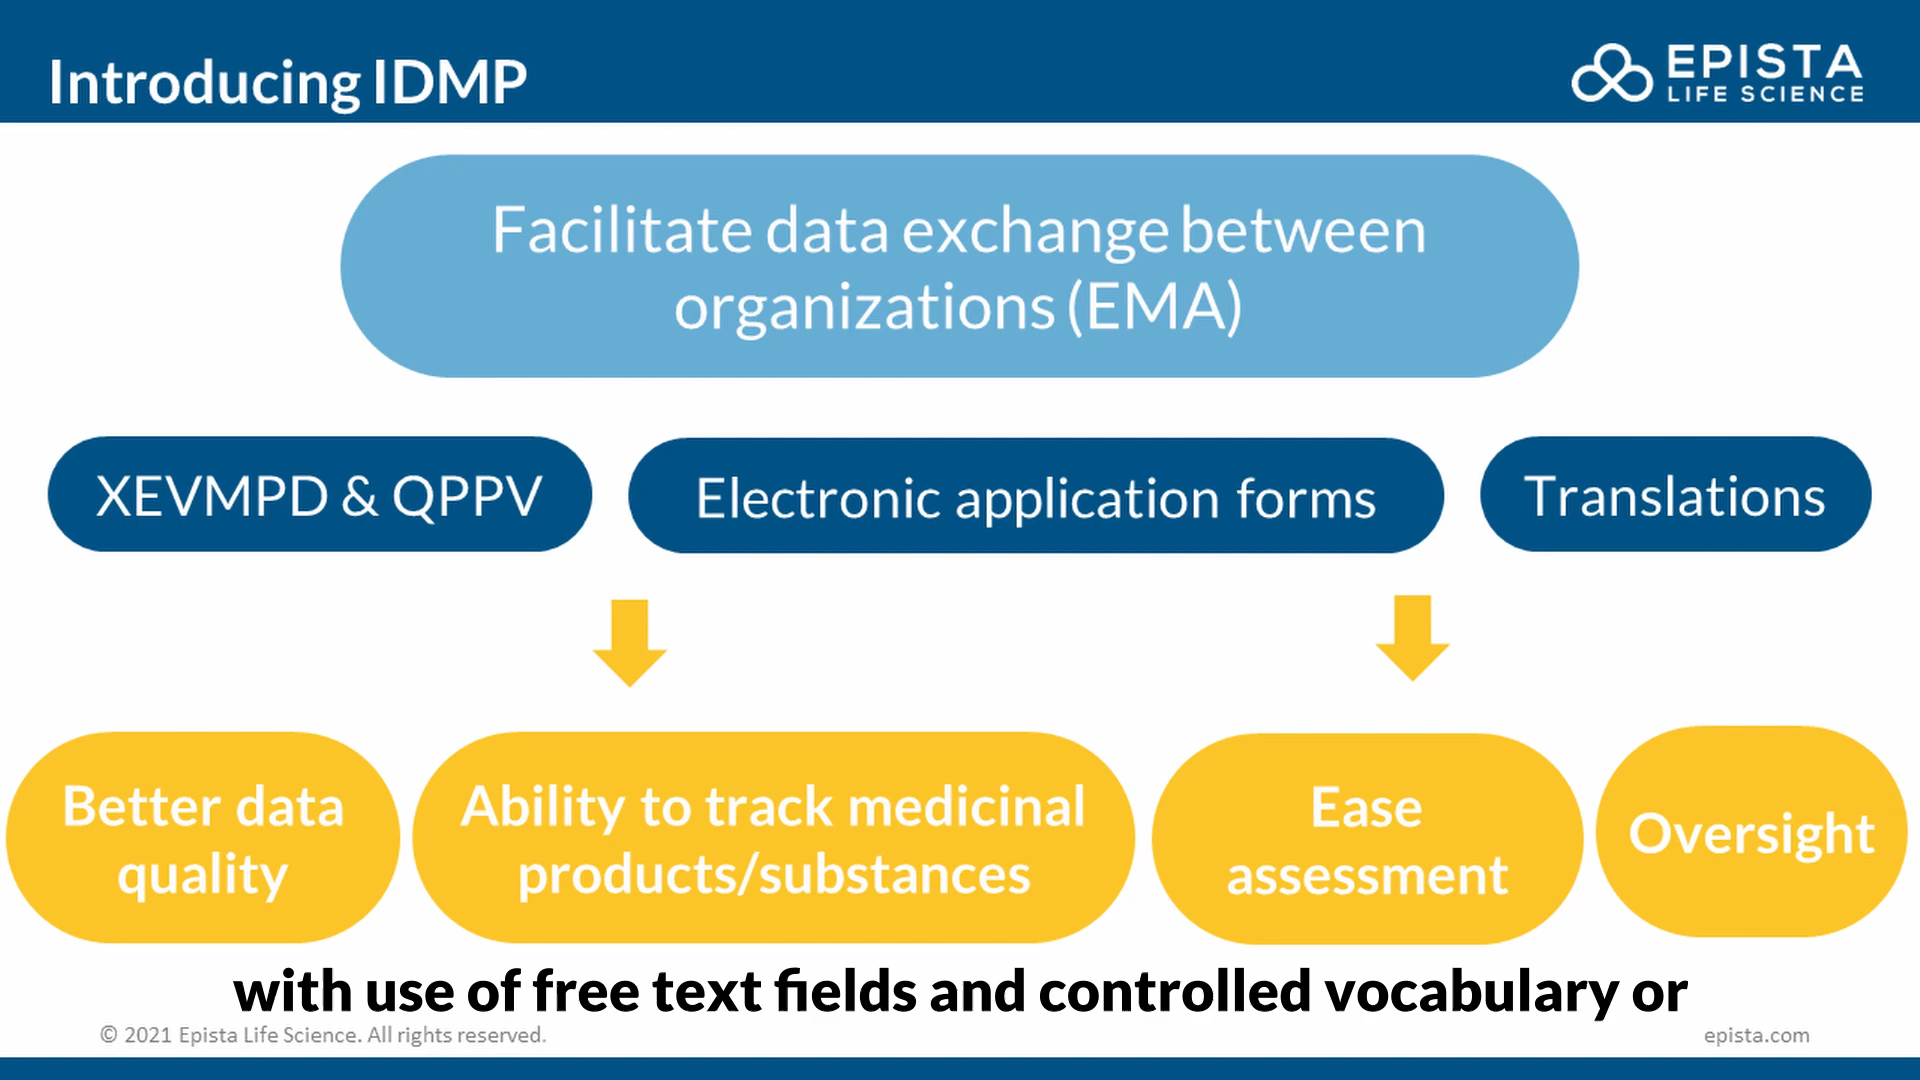 Introducing IDMP
EPISTA
LIFE SCIENCE
Facilitate data exchange between
organizations (EMA)
XEVMPD & QPPV
Electronic application forms
Translations
Better data
quality
Ability to track medicinal
products/substances
Ease
assessment
Oversight
with use of free text fields and controlled vocabulary or
© 2021 Epista Life Science. All rights reserved.
epista.com